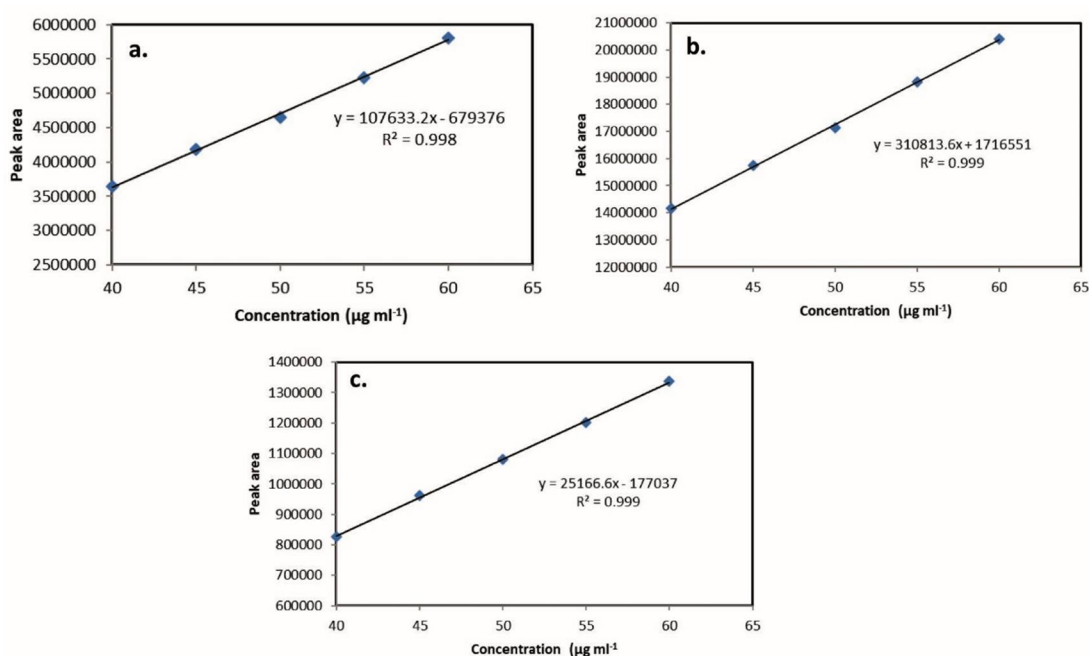 a.
6000000
5500000
5000000
4500000
4000000
3500000
3000000
2500000
Peak area
y = 107633.2x - 679376
R² = 0.998
40 45 50 55 60 65
Concentration (µg ml⁻¹)
b.
21000000
20000000
19000000
18000000
17000000
16000000
15000000
14000000
13000000
12000000
Peak area
y = 310813.6x + 1716551
R² = 0.999
40 45 50 55 60 65
Concentration (µg ml⁻¹)
c.
1400000
1300000
1200000
1100000
1000000
900000
800000
700000
600000
Peak area
y = 25166.6x - 177037
R² = 0.999
40 45 50 55 60 65
Concentration (µg ml⁻¹